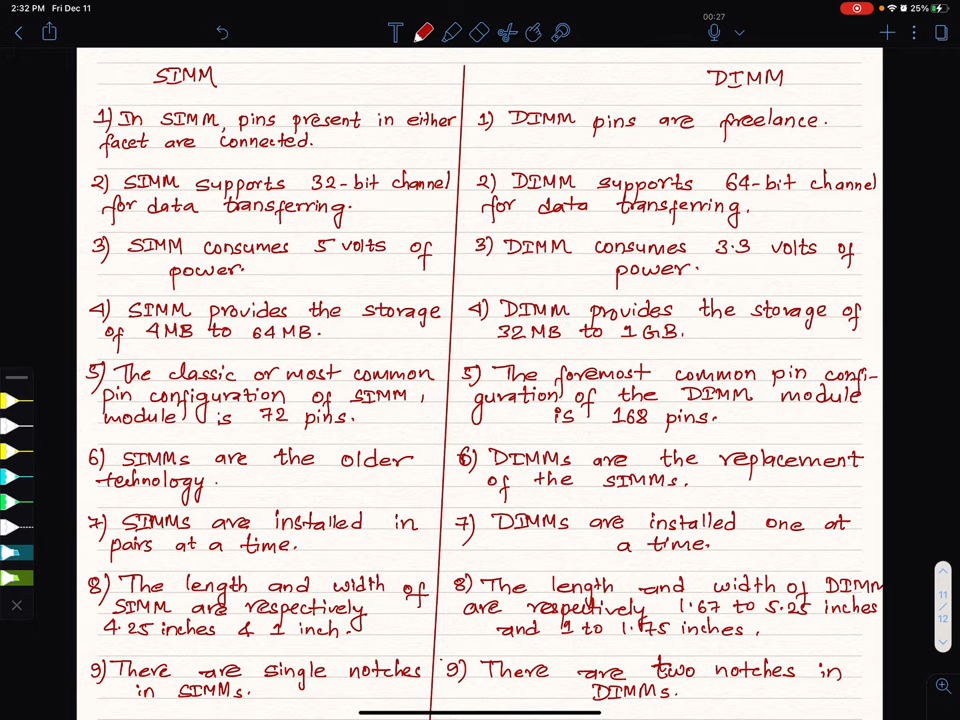 2:32 PM Fri Dec 11
25%
00:27
SIMM
1) In SIMM, pins present in either
facet are connected.
2) SIMM supports 32-bit channel
for data transferring.
3) SIMM consumes 5 volts of
power.
4) SIMM provides the storage
of 4MB to 64 MB.
5) The classic or most common
pin configuration of SIMM,
module is 72 pins.
6) SIMMs are the older
technology.
7) SIMMs are installed in
pairs at a time.
8) The length and width of
SIMM are respectively
4.25 inches & 1 inch.
9) There are single notches
in SIMMs.
DIMM
1) DIMM pins are freelance.
2) DIMM supports 64-bit channel
for data transferring.
3) DIMM consumes 3.3 volts of
power.
4) DIMM provides the storage of
32 MB to 1 GB.
5) The foremost common pin confi-
guration of the DIMM module
is 168 pins.
6) DIMMs are the replacement
of the SIMMs.
7) DIMMs are installed one at
a time.
8) The length and width of DIMM
are respectively 1.67 to 5.25 inches
and 1 to 1.75 inches.
9) There are two notches in
DIMMs.
11
/
12